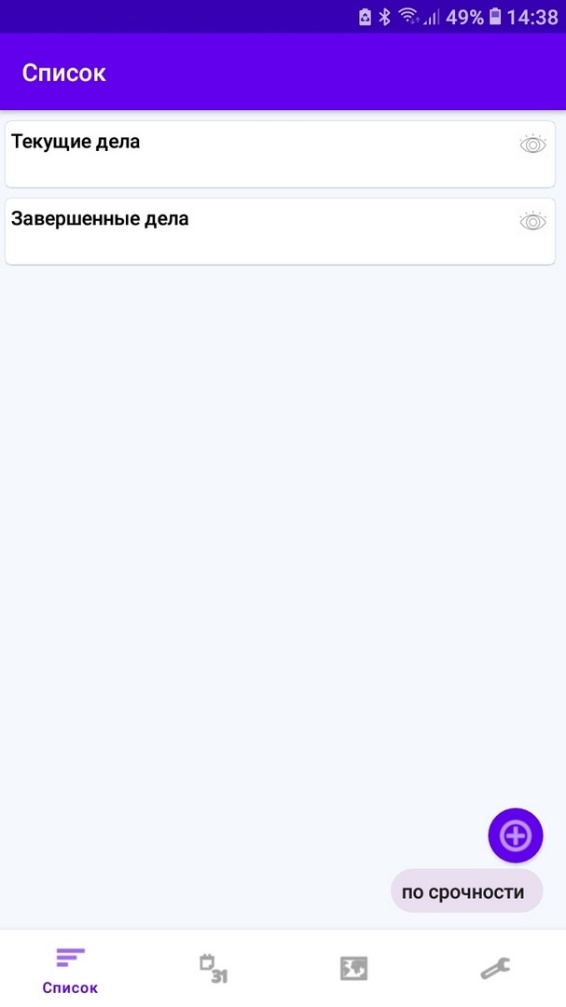 49% 14:38
Список
Текущие дела
Завершенные дела
по срочности
31
Список